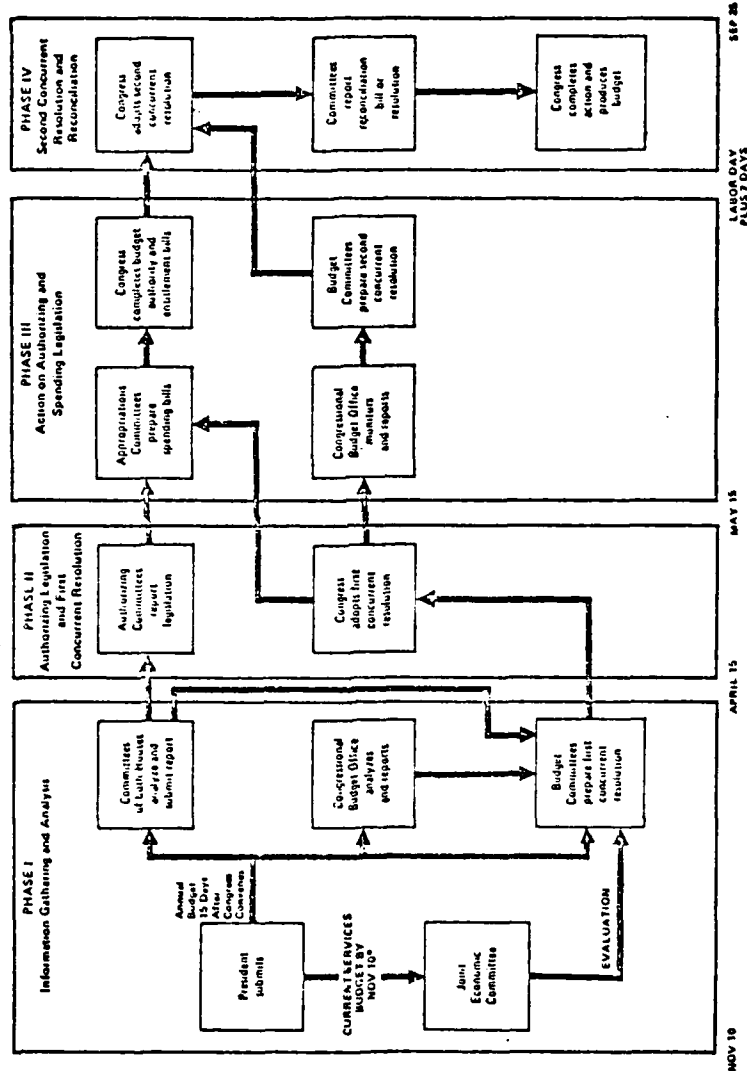 PHASE I
Information Gathering and Analysis
President
submits
Annual
Budget
15 Days
After
Congress
Convenes
CURRENT SERVICES
BUDGET BY
NOV 10*
Joint
Economic
Committee
EVALUATION
Committees
of Both Houses
analyze and
submit report
Congressional
Budget Office
analyzes
and reports
Budget
Committees
prepare first
concurrent
resolution
PHASE II
Authorizing Legislation
and First
Concurrent Resolution
Authorizing
Committees
report
legislation
Congress
adopts first
concurrent
resolution
PHASE III
Action on Authorizing and
Spending Legislation
Appropriations
Committees
prepare
spending bills
Congress
completes budget
authority and
entitlement bills
Congressional
Budget Office
monitors
and reports
Budget
Committees
prepare second
concurrent
resolution
PHASE IV
Second Concurrent
Resolution and
Reconciliation
Congress
adopts second
concurrent
resolution
Committees
report
reconciliation
bill or
resolution
Congress
completes
action and
produces
budget
NOV 10
APRIL 15
MAY 15
LABOR DAY
PLUS 7 DAYS
SEP 25